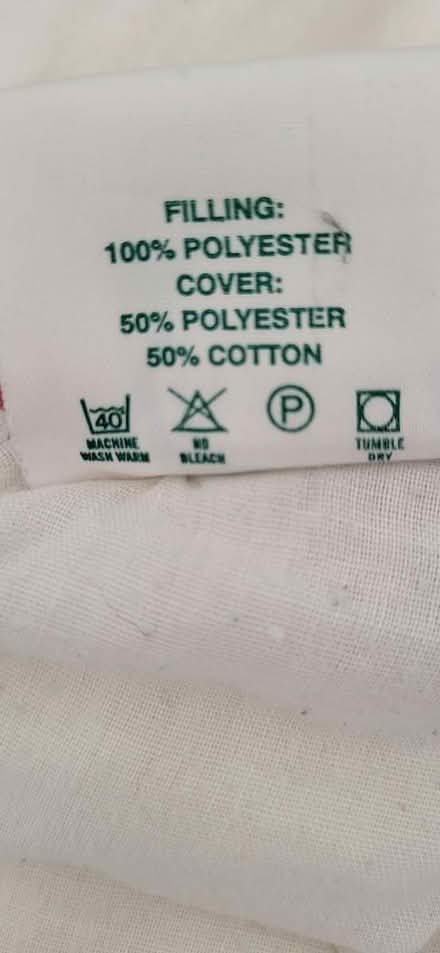 FILLING:
100% POLYESTER
COVER:
50% POLYESTER
50% COTTON
40
MACHINE
WASH WARM
NO
BLEACH
P
TUMBLE
DRY